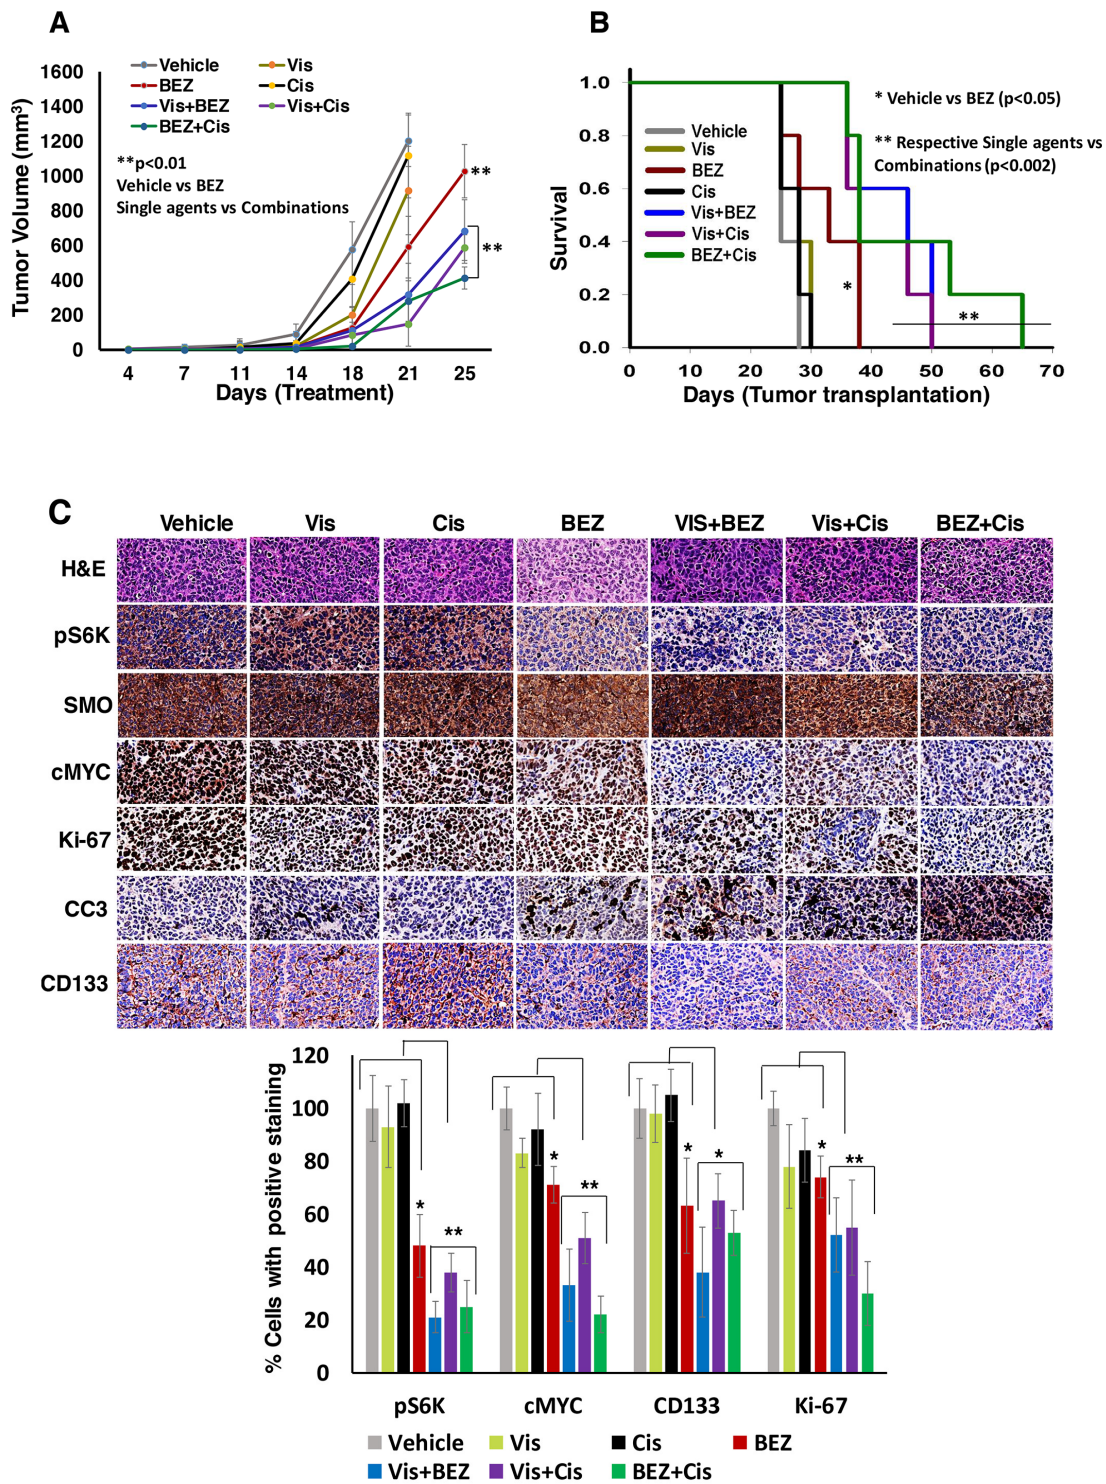 A
Vehicle
Vis
BEZ
Cis
Vis+BEZ
Vis+Cis
BEZ+Cis
**p<0.01
Vehicle vs BEZ
Single agents vs Combinations
**
**
Tumor Volume (mm³)
1600
1400
1200
1000
800
600
400
200
0
4 7 11 14 18 21 25
Days (Treatment)
B
* Vehicle vs BEZ (p<0.05)
** Respective Single agents vs
Combinations (p<0.002)
Vehicle
Vis
BEZ
Cis
Vis+BEZ
Vis+Cis
BEZ+Cis
*
**
Survival
1.0
0.8
0.6
0.4
0.2
0.0
0 10 20 30 40 50 60 70
Days (Tumor transplantation)
C
Vehicle Vis Cis BEZ VIS+BEZ Vis+Cis BEZ+Cis
H&E
pS6K
SMO
cMYC
Ki-67
CC3
CD133
% Cells with positive staining
120
100
80
60
40
20
0
* ** * ** * * * **
pS6K cMYC CD133 Ki-67
Vehicle Vis Cis BEZ
Vis+BEZ Vis+Cis BEZ+Cis